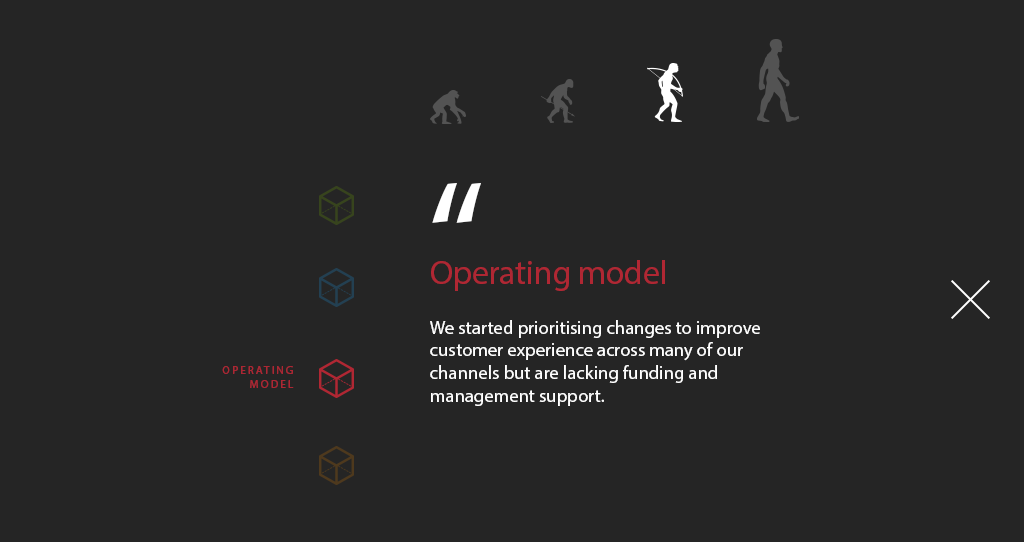 “
Operating model
We started prioritising changes to improve
customer experience across many of our
channels but are lacking funding and
management support.
OPERATING
MODEL